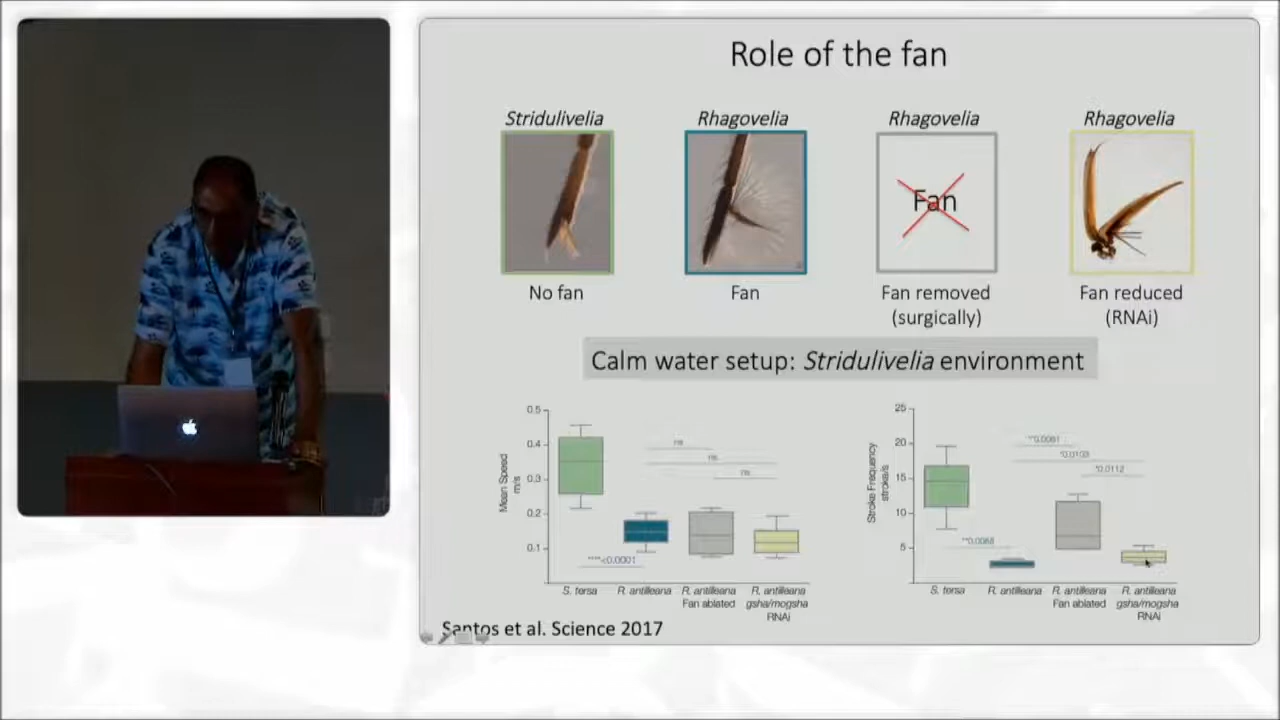 Role of the fan
Stridulivelia
Rhagovelia
Rhagovelia
Rhagovelia
Fan
No fan
Fan
Fan removed
(surgically)
Fan reduced
(RNAi)
Calm water setup: Stridulivelia environment
0.5
0.4
0.3
0.2
0.1
Mean Speed
m/s
ns
ns
ns
****<0.0001
S. tersa
R. antilleana
R. antilleana
Fan ablated
R. antilleana
gsha/mogsha
RNAi
25
20
15
10
5
Stroke Frequency
stroke/s
**0.0061
*0.0103
*0.0112
**0.0068
S. tersa
R. antilleana
R. antilleana
Fan ablated
R. antilleana
gsha/mogsha
RNAi
Santos et al. Science 2017